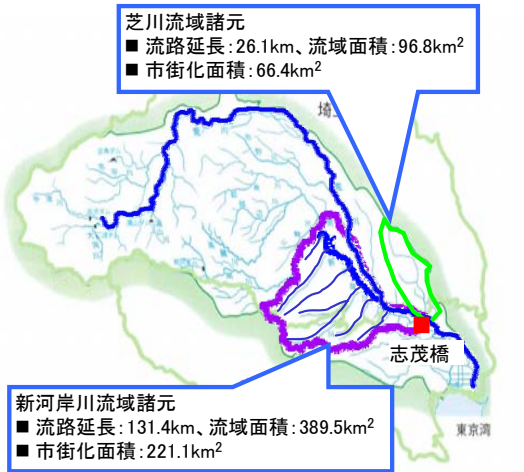 芝川流域諸元
■ 流路延長:26.1km、流域面積:96.8km²
■ 市街化面積:66.4km²
埼
志茂橋
新河岸川流域諸元
■ 流路延長:131.4km、流域面積:389.5km²
■ 市街化面積:221.1km²
東京湾